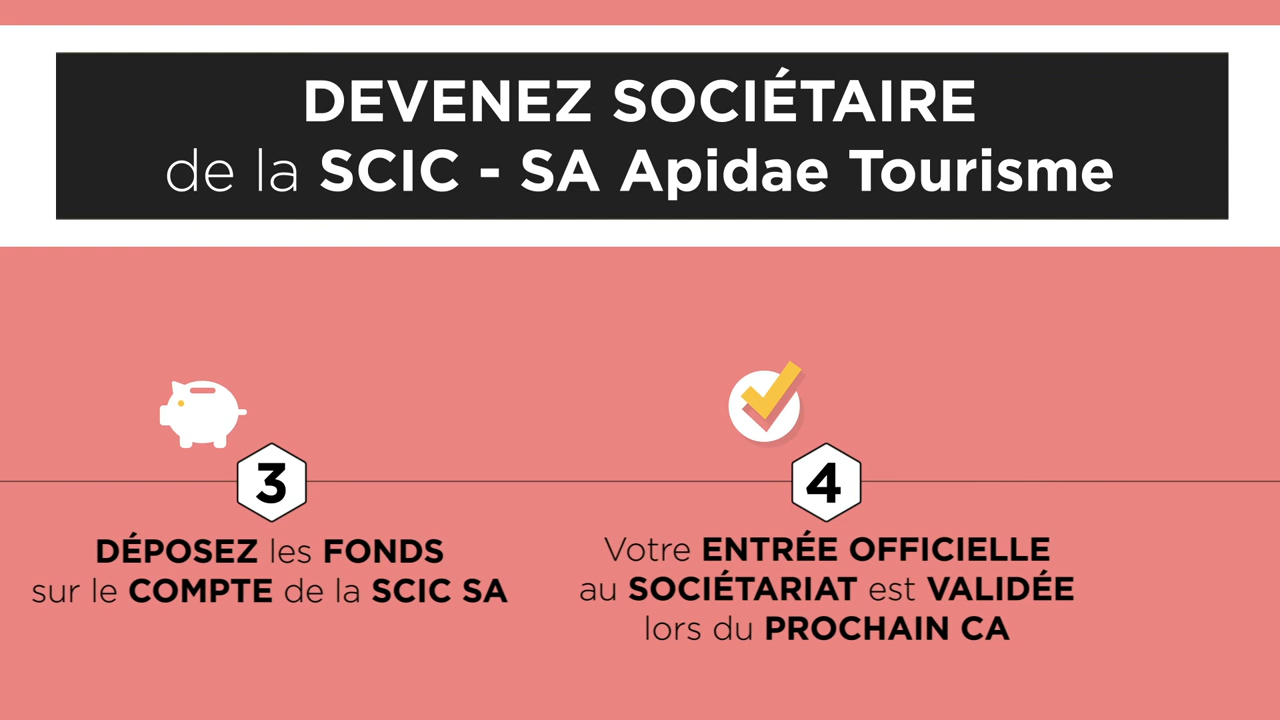 DEVENEZ SOCIÉTAIRE
de la SCIC - SA Apidae Tourisme
3
DÉPOSEZ les FONDS
sur le COMPTE de la SCIC SA
4
Votre ENTRÉE OFFICIELLE
au SOCIÉTARIAT est VALIDÉE
lors du PROCHAIN CA